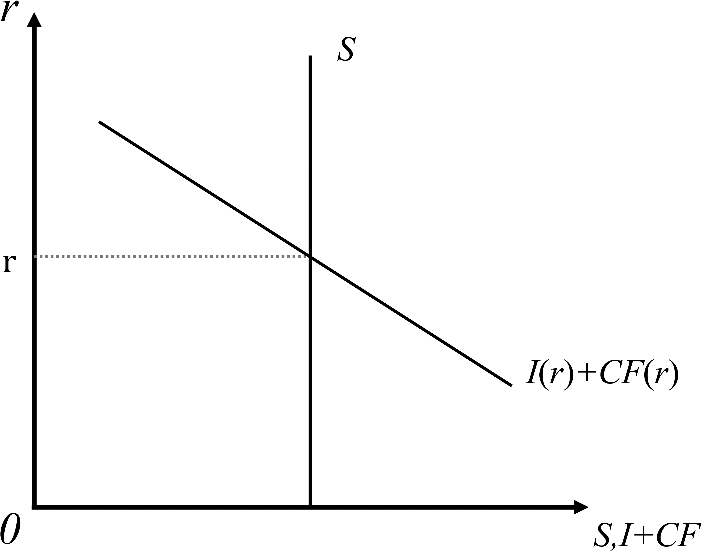 r
S
r
I(r)+CF(r)
0
S,I+CF